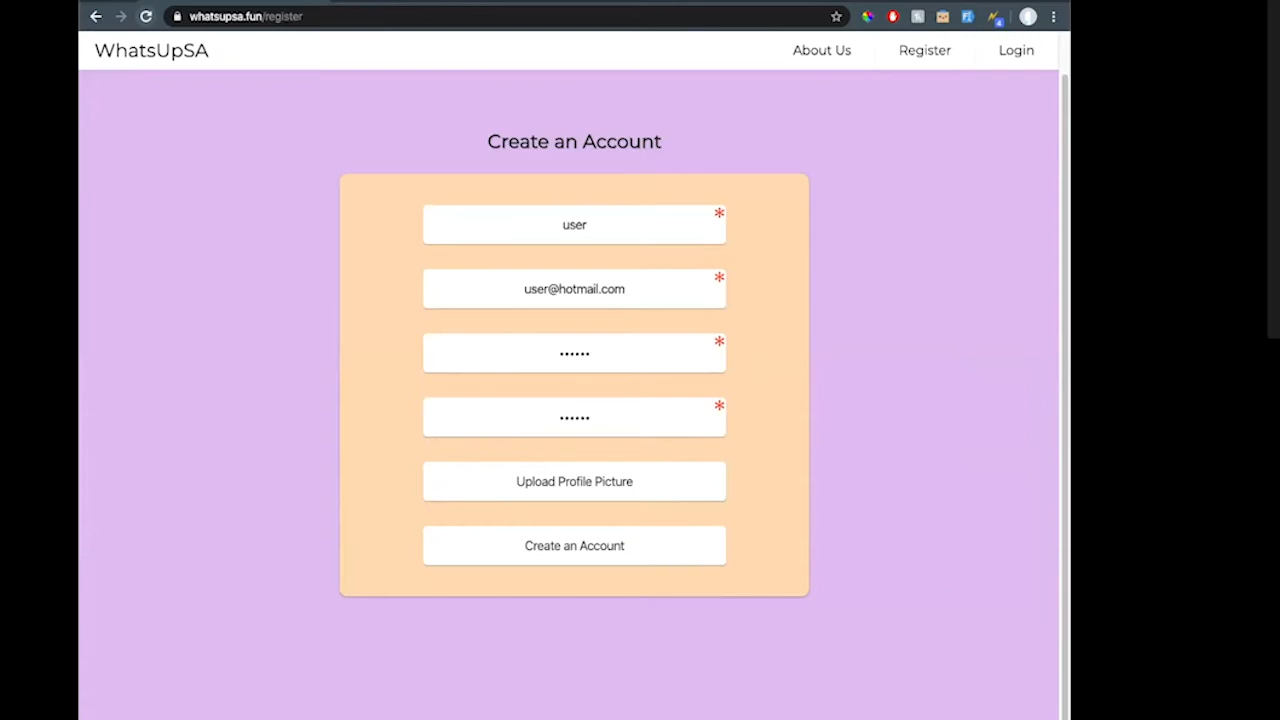 whatsupsa.fun/register
WhatsUpSA
About Us
Register
Login
Create an Account
user
*
user@hotmail.com
*
••••••
*
••••••
*
Upload Profile Picture
Create an Account